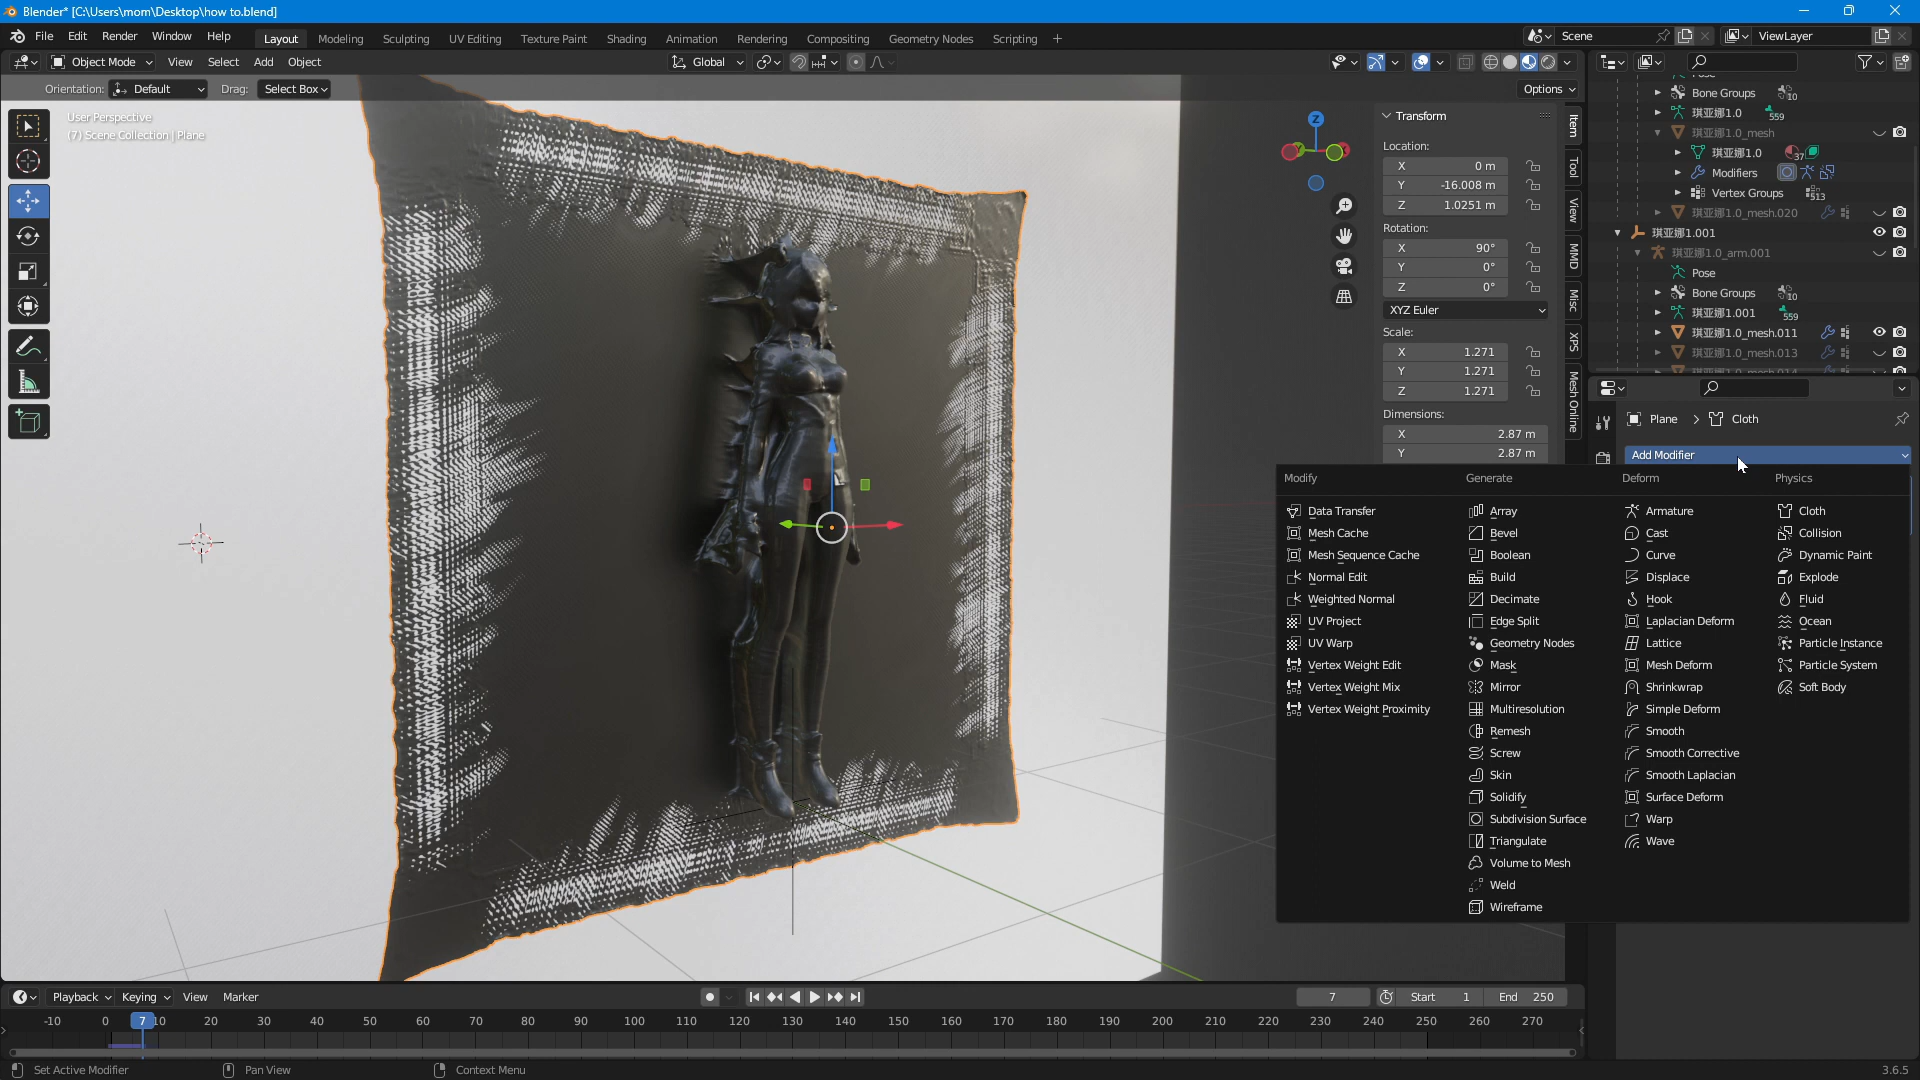 Blender* [C:\Users\mom\Desktop\how to.blend]
File Edit Render Window Help Layout Modeling Sculpting UV Editing Texture Paint Shading Animation Rendering Compositing Geometry Nodes Scripting + Scene ViewLayer
Object Mode View Select Add Object Global
Orientation: Default Drag: Select Box Options
User Perspective
(7) Scene Collection | Plane
Z
Transform
Location:
X 0 m
Y -16.008 m
Z 1.0251 m
Rotation:
X 90°
Y 0°
Z 0°
XYZ Euler
Scale:
X 1.271
Y 1.271
Z 1.271
Dimensions:
X 2.87 m
Y 2.87 m
Item
Tool
View
MMD
Misc
XPS
Mesh Online
Bone Groups 10
琪亚娜1.0 559
琪亚娜1.0_mesh
琪亚娜1.0 37
Modifiers
Vertex Groups 513
琪亚娜1.0_mesh.020
琪亚娜1.001
琪亚娜1.0_arm.001
Pose
Bone Groups 10
琪亚娜1.001 559
琪亚娜1.0_mesh.011
琪亚娜1.0_mesh.013
Plane > Cloth
Add Modifier
Modify
Data Transfer
Mesh Cache
Mesh Sequence Cache
Normal Edit
Weighted Normal
UV Project
UV Warp
Vertex Weight Edit
Vertex Weight Mix
Vertex Weight Proximity
Generate
Array
Bevel
Boolean
Build
Decimate
Edge Split
Geometry Nodes
Mask
Mirror
Multiresolution
Remesh
Screw
Skin
Solidify
Subdivision Surface
Triangulate
Volume to Mesh
Weld
Wireframe
Deform
Armature
Cast
Curve
Displace
Hook
Laplacian Deform
Lattice
Mesh Deform
Shrinkwrap
Simple Deform
Smooth
Smooth Corrective
Smooth Laplacian
Surface Deform
Warp
Wave
Physics
Cloth
Collision
Dynamic Paint
Explode
Fluid
Ocean
Particle Instance
Particle System
Soft Body
Playback Keying View Marker 7 Start 1 End 250
-10 0 7 10 20 30 40 50 60 70 80 90 100 110 120 130 140 150 160 170 180 190 200 210 220 230 240 250 260 270
Set Active Modifier Pan View Context Menu 3.6.5